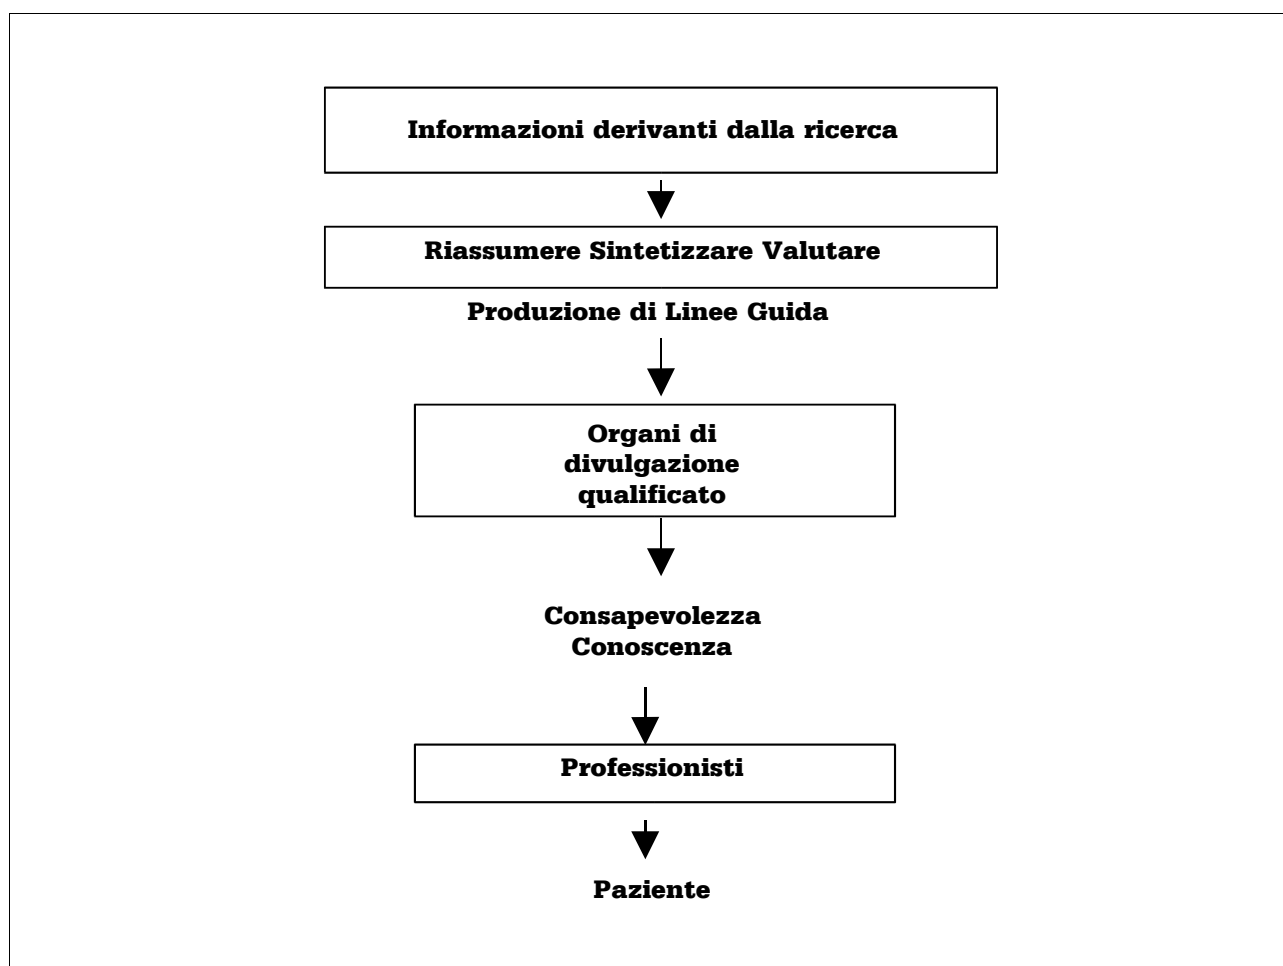 Informazioni derivanti dalla ricerca
Riassumere Sintetizzare Valutare
Produzione di Linee Guida
Organi di
divulgazione
qualificato
Consapevolezza
Conoscenza
Professionisti
Paziente